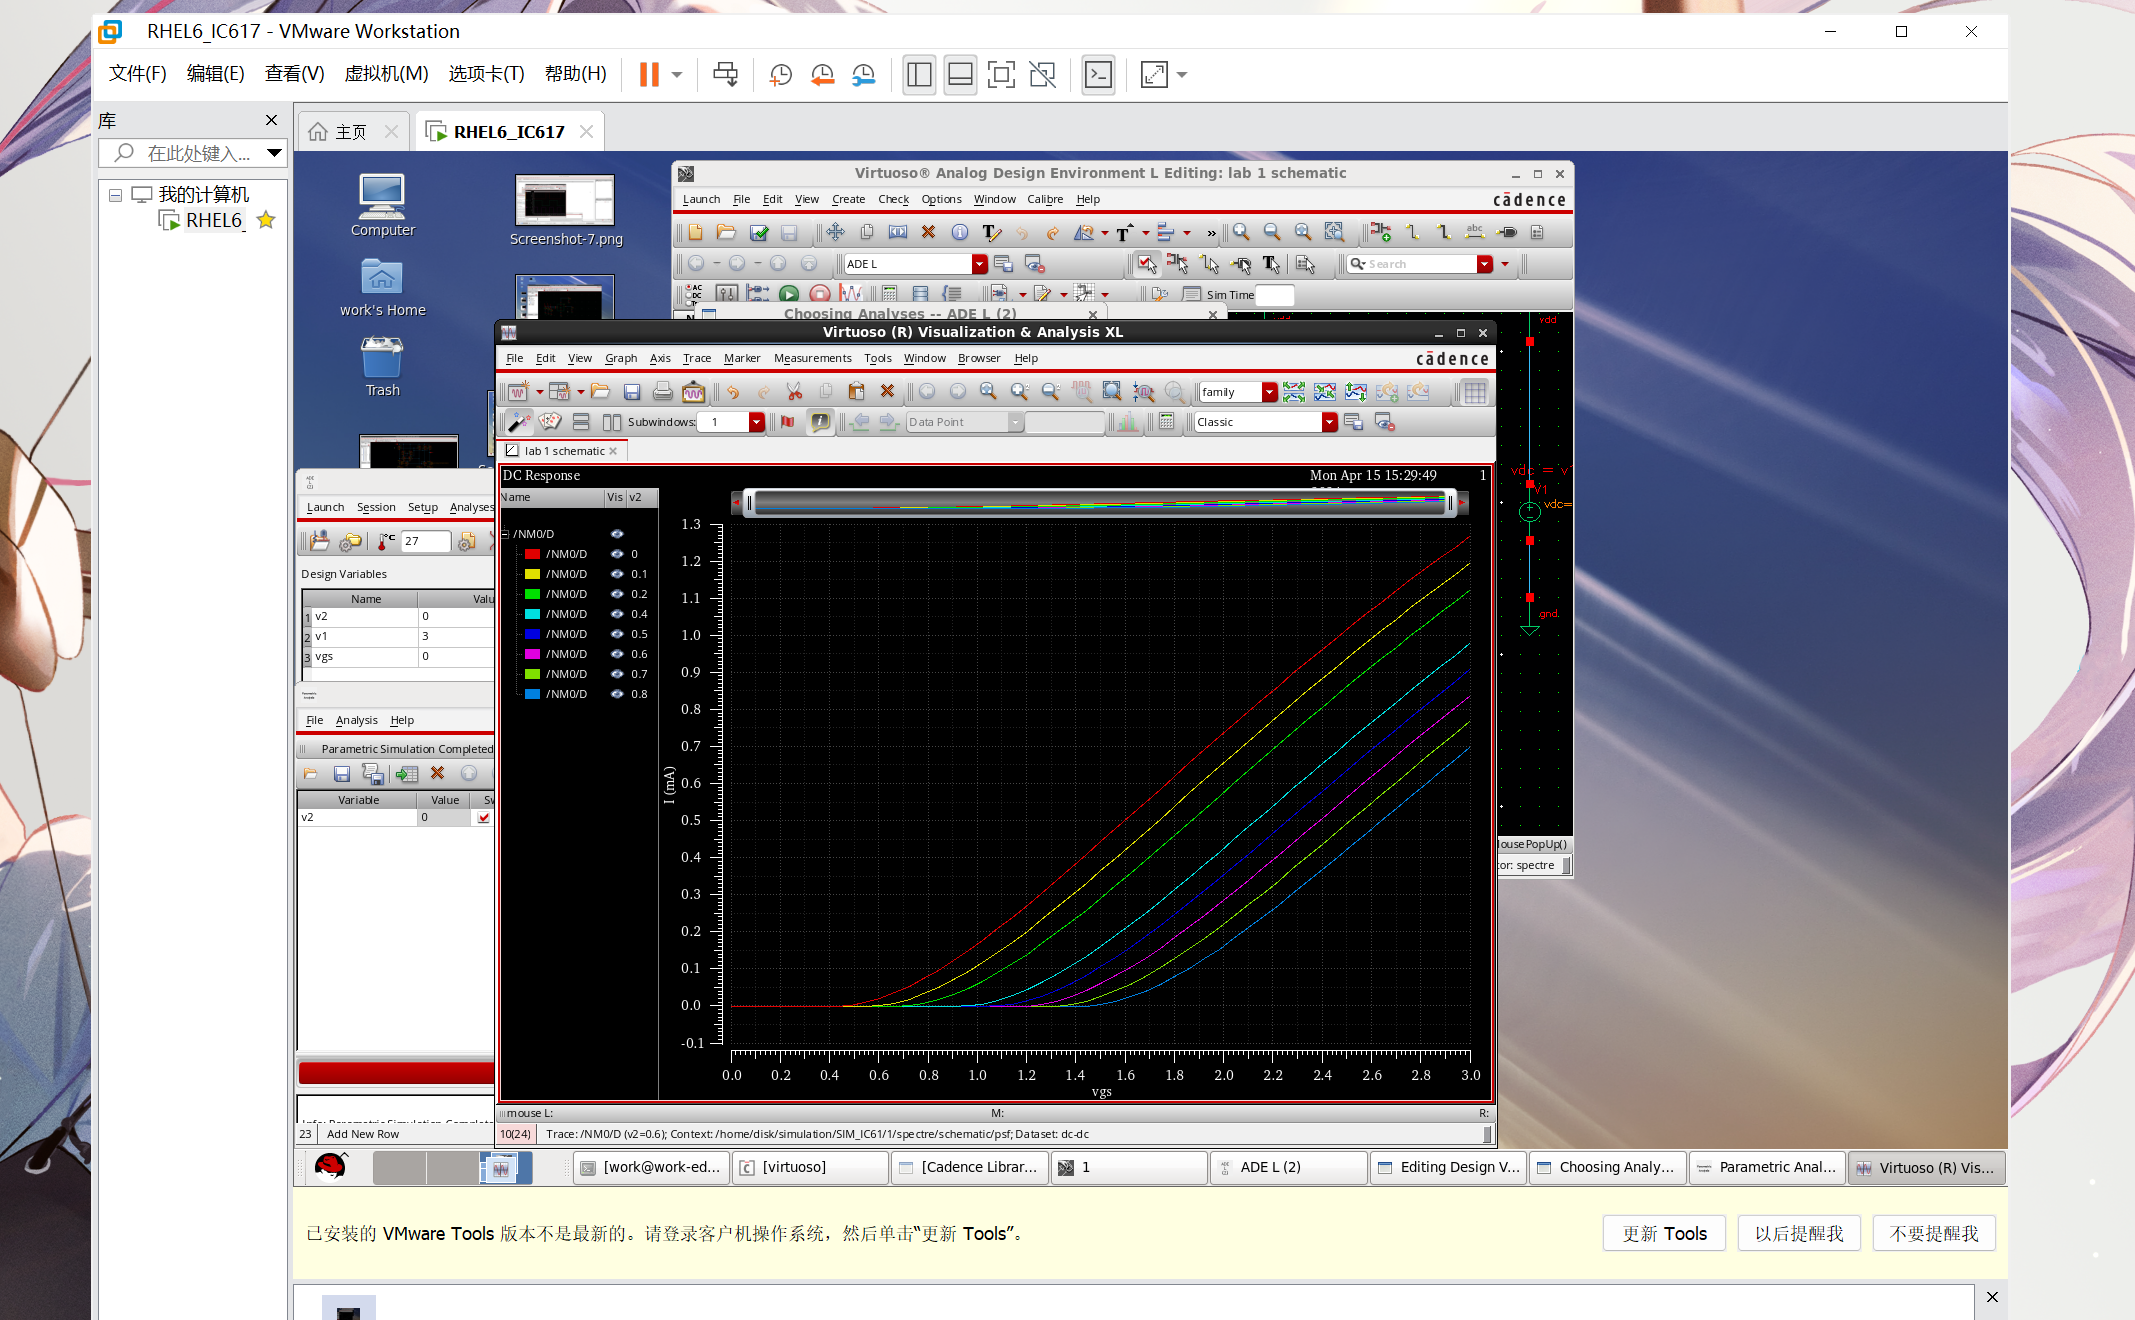 RHEL6_IC617 - VMware Workstation
文件(F) 编辑(E) 查看(V) 虚拟机(M) 选项卡(T) 帮助(H)
库
主页 RHEL6_IC617
在此处键入...
我的计算机
RHEL6_
Computer
Screenshot-7.png
work's Home
Trash
Virtuoso® Analog Design Environment L Editing: lab 1 schematic
Launch File Edit View Create Check Options Window Calibre Help
cādence
ADE L
Search
Sim Time
Choosing Analyses -- ADE L (2)
Virtuoso (R) Visualization & Analysis XL
File Edit View Graph Axis Trace Marker Measurements Tools Window Browser Help
cādence
family
Subwindows: 1 Data Point Classic
lab 1 schematic
DC Response Mon Apr 15 15:29:49 1
Name Vis v2
/NM0/D
/NM0/D 0
/NM0/D 0.1
/NM0/D 0.2
/NM0/D 0.4
/NM0/D 0.5
/NM0/D 0.6
/NM0/D 0.7
/NM0/D 0.8
1.3
1.2
1.1
1.0
0.9
0.8
0.7
0.6
0.5
0.4
0.3
0.2
0.1
0.0
-0.1
I (mA)
0.0 0.2 0.4 0.6 0.8 1.0 1.2 1.4 1.6 1.8 2.0 2.2 2.4 2.6 2.8 3.0
vgs
mouse L: M: R:
10(24) Trace: /NM0/D (v2=0.6); Context: /home/disk/simulation/SIM_IC61/1/spectre/schematic/psf; Dataset: dc-dc
Launch Session Setup Analyses
27
Design Variables
Name Valu
1 v2 0
2 v1 3
3 vgs 0
File Analysis Help
Parametric Simulation Completed
Variable Value Sw
v2 0
23 Add New Row
vdd
V1
vdc=
gnd
MousePopUp()
tor: spectre
[work@work-ed... [virtuoso] [Cadence Librar... 1 ADE L (2) Editing Design V... Choosing Analy... Parametric Anal... Virtuoso (R) Vis...
已安装的 VMware Tools 版本不是最新的。请登录客户机操作系统，然后单击“更新 Tools”。
更新 Tools 以后提醒我 不要提醒我